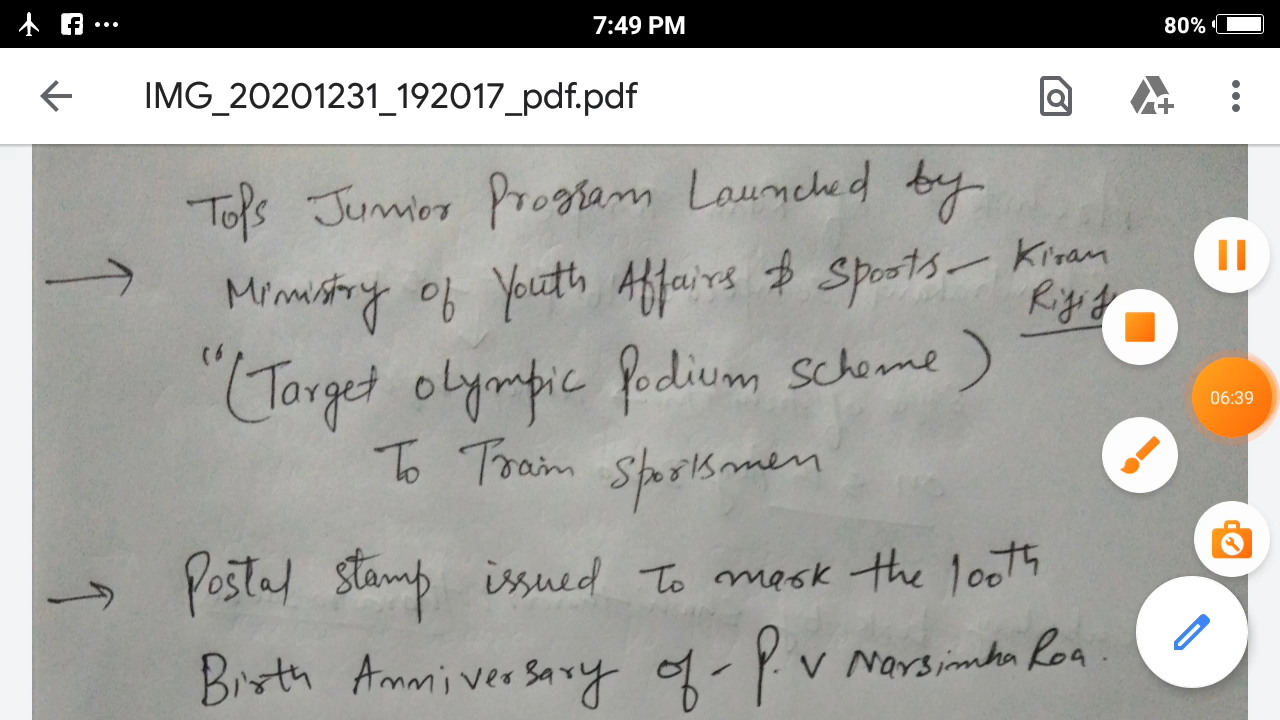 7:49 PM
80%
IMG_20201231_192017_pdf.pdf
Tops Junior Program Launched by
Ministry of Youth Affairs & Sports - Kiran
"(Target olympic Podium scheme)
To Train sportsmen
06:39
Postal stamp issued To mark the 100th
Birth Anniversary of - P. V Narsimha Roa.